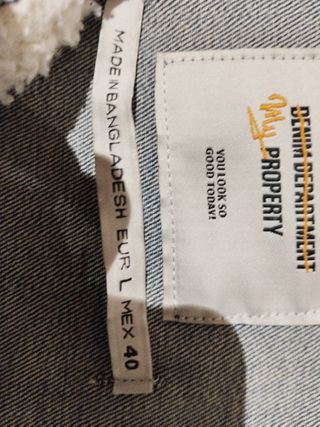 MADE IN BANGLADESH EUR L MEX 40
DENIM DEPARTMENT
My PROPERTY
YOU LOOK SO
GOOD TODAY!